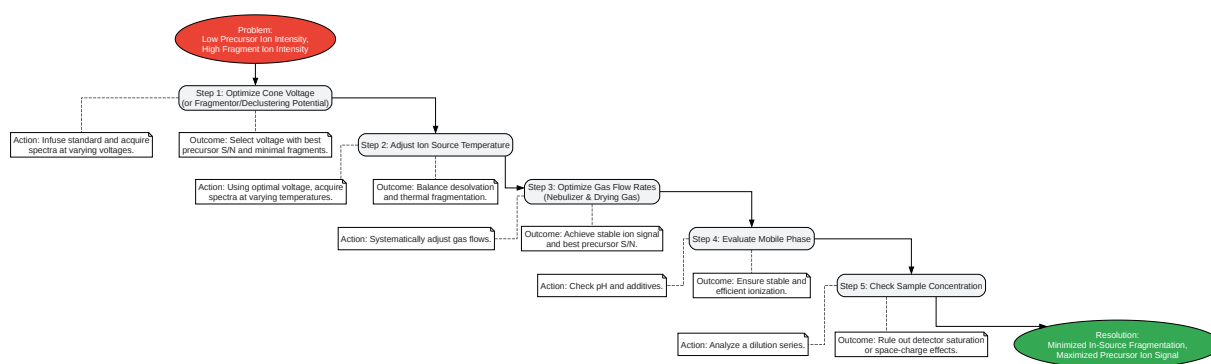 Problem:
Low Precursor Ion Intensity,
High Fragment Ion Intensity
Step 1: Optimize Cone Voltage
(or Fragmentor/Declustering Potential)
Action: Infuse standard and acquire
spectra at varying voltages.
Outcome: Select voltage with best
precursor S/N and minimal fragments.
Step 2: Adjust Ion Source Temperature
Action: Using optimal voltage, acquire
spectra at varying temperatures.
Outcome: Balance desolvation
and thermal fragmentation.
Step 3: Optimize Gas Flow Rates
(Nebulizer & Drying Gas)
Action: Systematically adjust gas flows.
Outcome: Achieve stable ion signal
and best precursor S/N.
Step 4: Evaluate Mobile Phase
Action: Check pH and additives.
Outcome: Ensure stable and
efficient ionization.
Step 5: Check Sample Concentration
Action: Analyze a dilution series.
Outcome: Rule out detector saturation
or space-charge effects.
Resolution:
Minimized In-Source Fragmentation,
Maximized Precursor Ion Signal